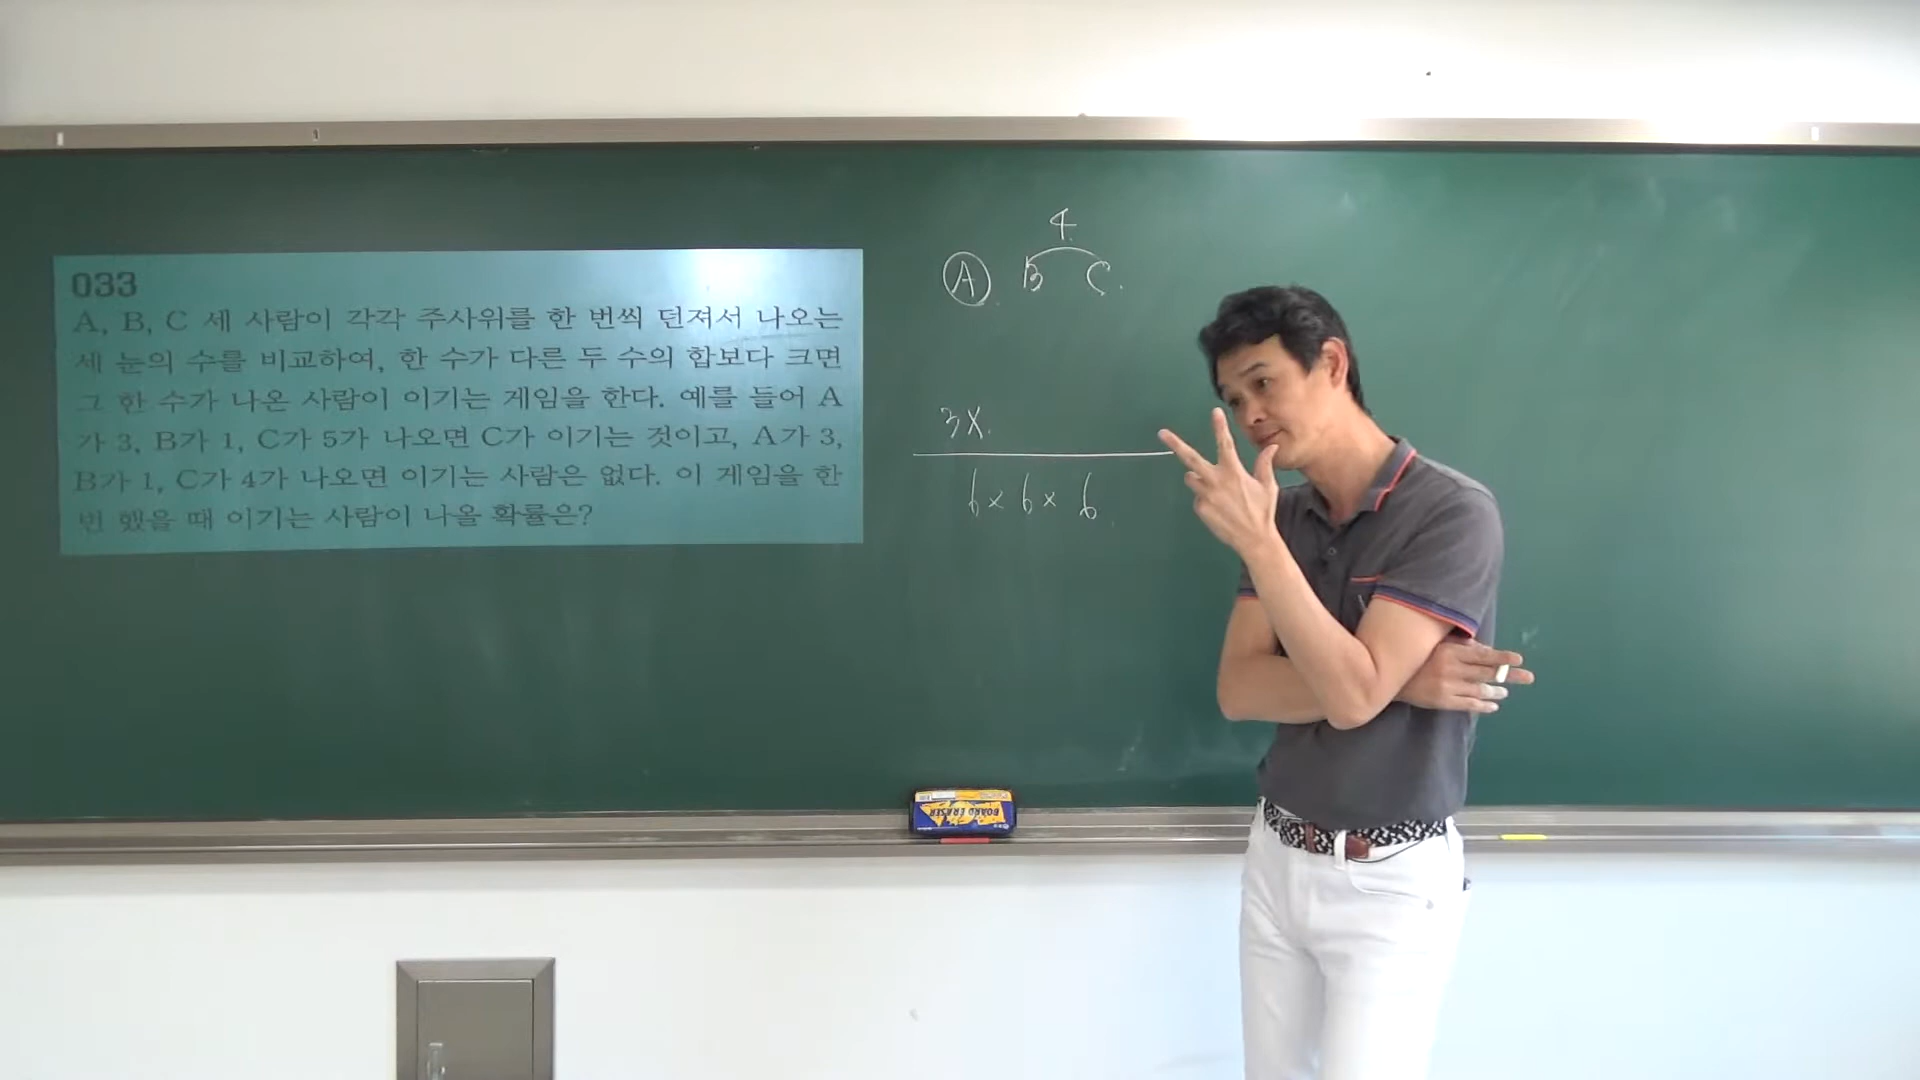 033
A, B, C 세 사람이 각각 주사위를 한 번씩 던져서 나오는
세 눈의 수를 비교하여, 한 수가 다른 두 수의 합보다 크면
그 한 수가 나온 사람이 이기는 게임을 한다. 예를 들어 A
가 3, B가 1, C가 5가 나오면 C가 이기는 것이고, A가 3,
B가 1, C가 4가 나오면 이기는 사람은 없다. 이 게임을 한
번 했을 때 이기는 사람이 나올 확률은?
4
A B C
3×
6×6×6
BOARD ERASER